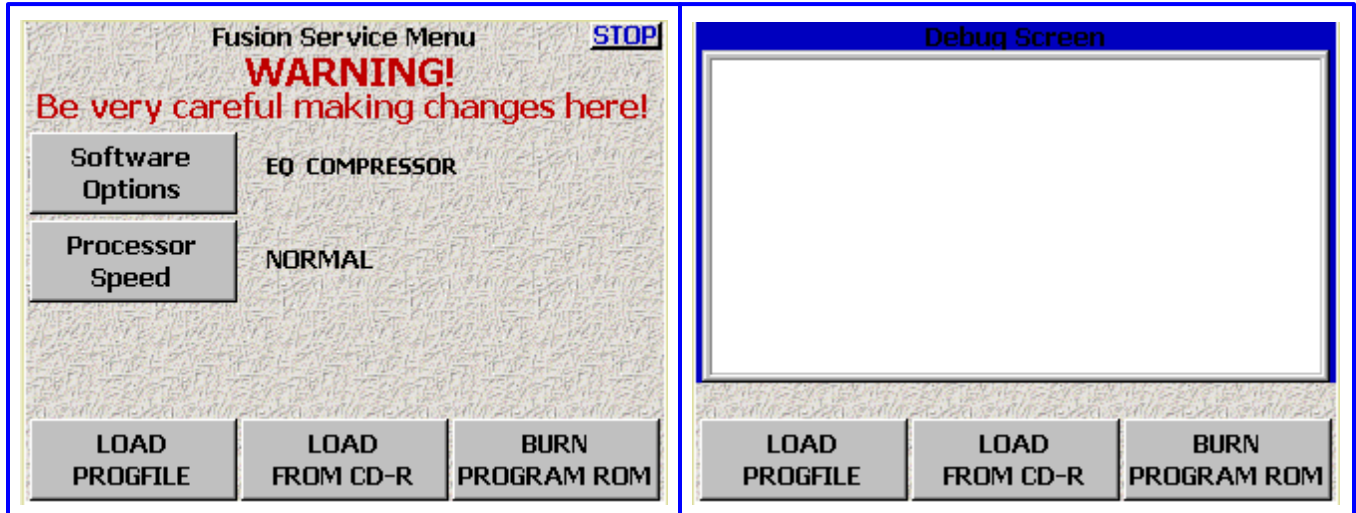 Fusion Service Menu
STOP
WARNING!
Be very careful making changes here!
Software
Options
EQ COMPRESSOR
Processor
Speed
NORMAL
LOAD
PROGFILE
LOAD
FROM CD-R
BURN
PROGRAM ROM
Debug Screen
LOAD
PROGFILE
LOAD
FROM CD-R
BURN
PROGRAM ROM